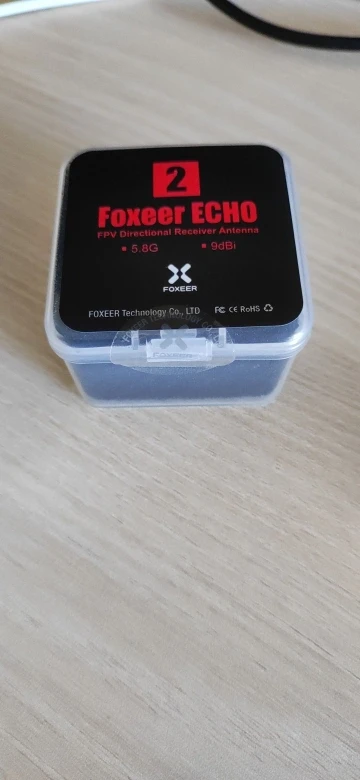 2
Foxeer ECHO
FPV Directional Receiver Antenna
▪ 5.8G ▪ 9dBi
FOXEER
FOXEER Technology Co., LTD FC CE RoHS